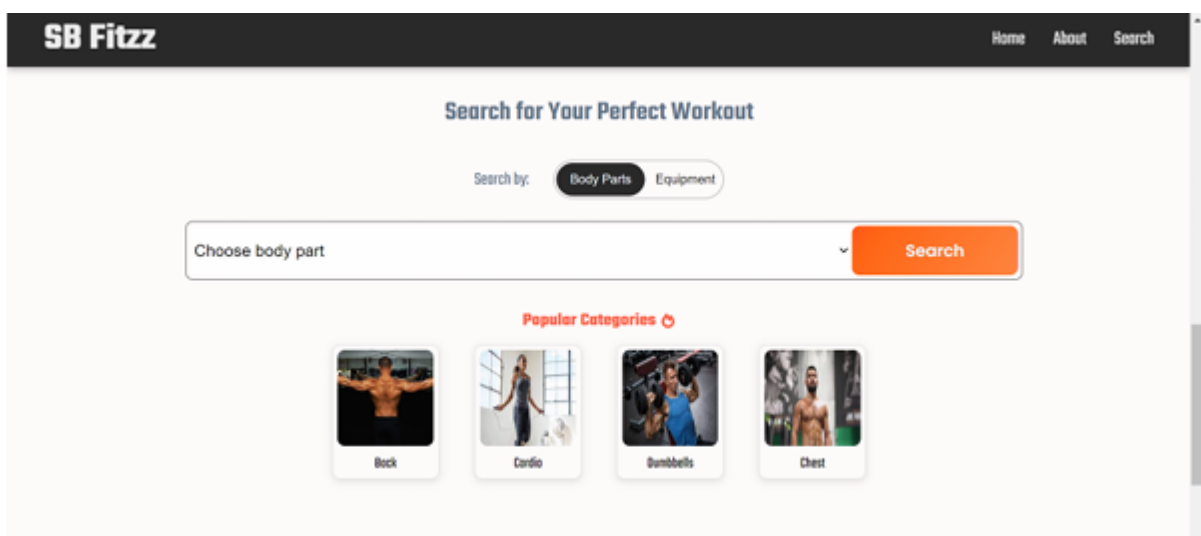 SB Fitzz
Home About Search
Search for Your Perfect Workout
Search by: Body Parts Equipment
Choose body part Search
Popular Categories
Back Cardio Dumbbells Chest